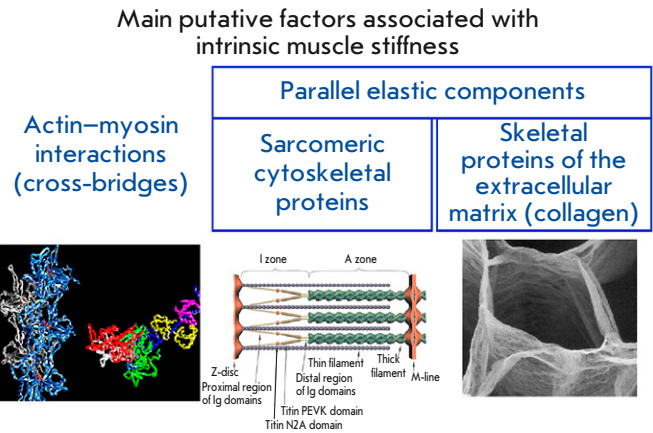 Main putative factors associated with
intrinsic muscle stiffness
Parallel elastic components
Actin–myosin
interactions
(cross-bridges)
Sarcomeric
cytoskeletal
proteins
Skeletal
proteins of the
extracellular
matrix (collagen)
I zone
A zone
Z-disc
Proximal region
of Ig domains
Thin filament
Distal region
of Ig domains
Thick
filament
M-line
Titin PEVK domain
Titin N2A domain